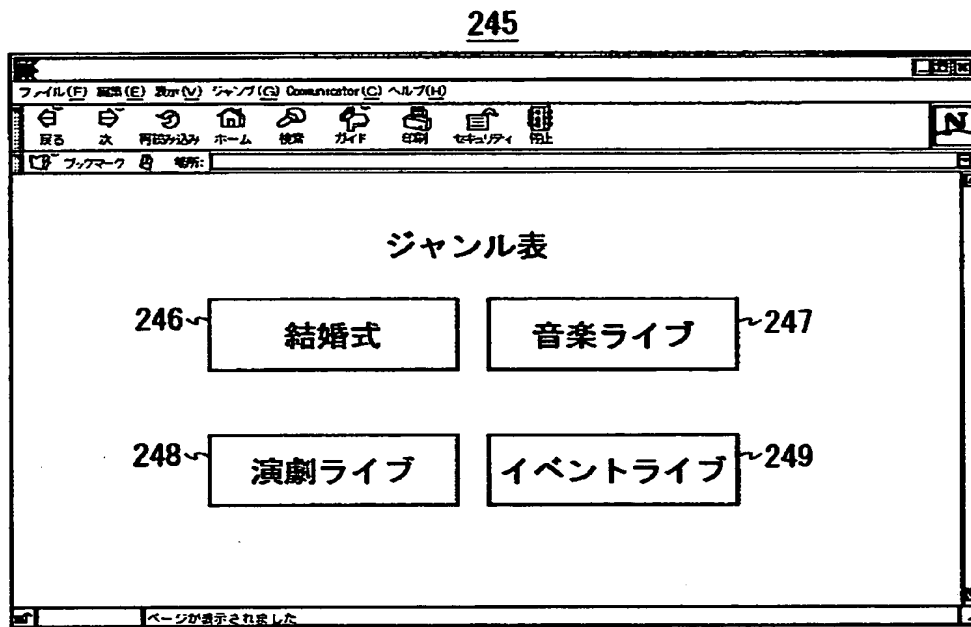 245
ファイル(F) 編集(E) 表示(V) ジャンプ(G) Communicator(C) ヘルプ(H)
戻る 次 再読み込み ホーム 検索 ガイド 印刷 セキュリティ 停止
N
ブックマーク 場所:
ジャンル表
246 結婚式 音楽ライブ 247
248 演劇ライブ イベントライブ 249
ページが表示されました